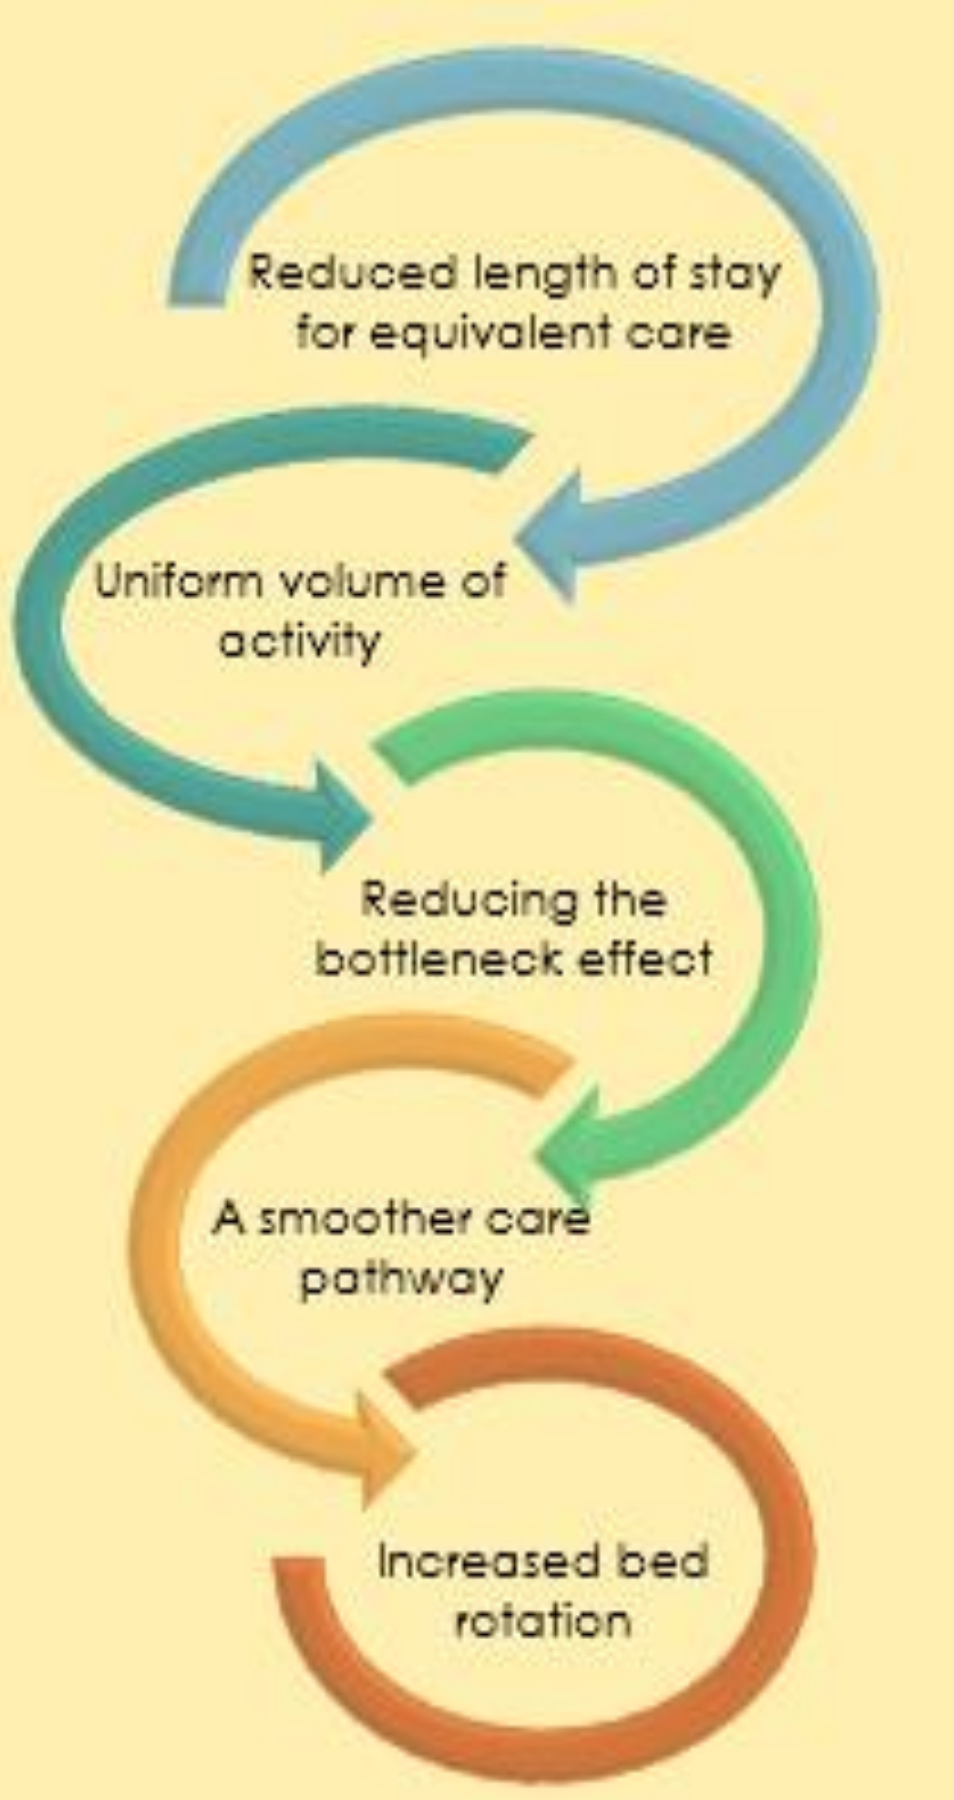 Reduced length of stay
for equivalent care
Uniform volume of
activity
Reducing the
bottleneck effect
A smoother care
pathway
Increased bed
rotation